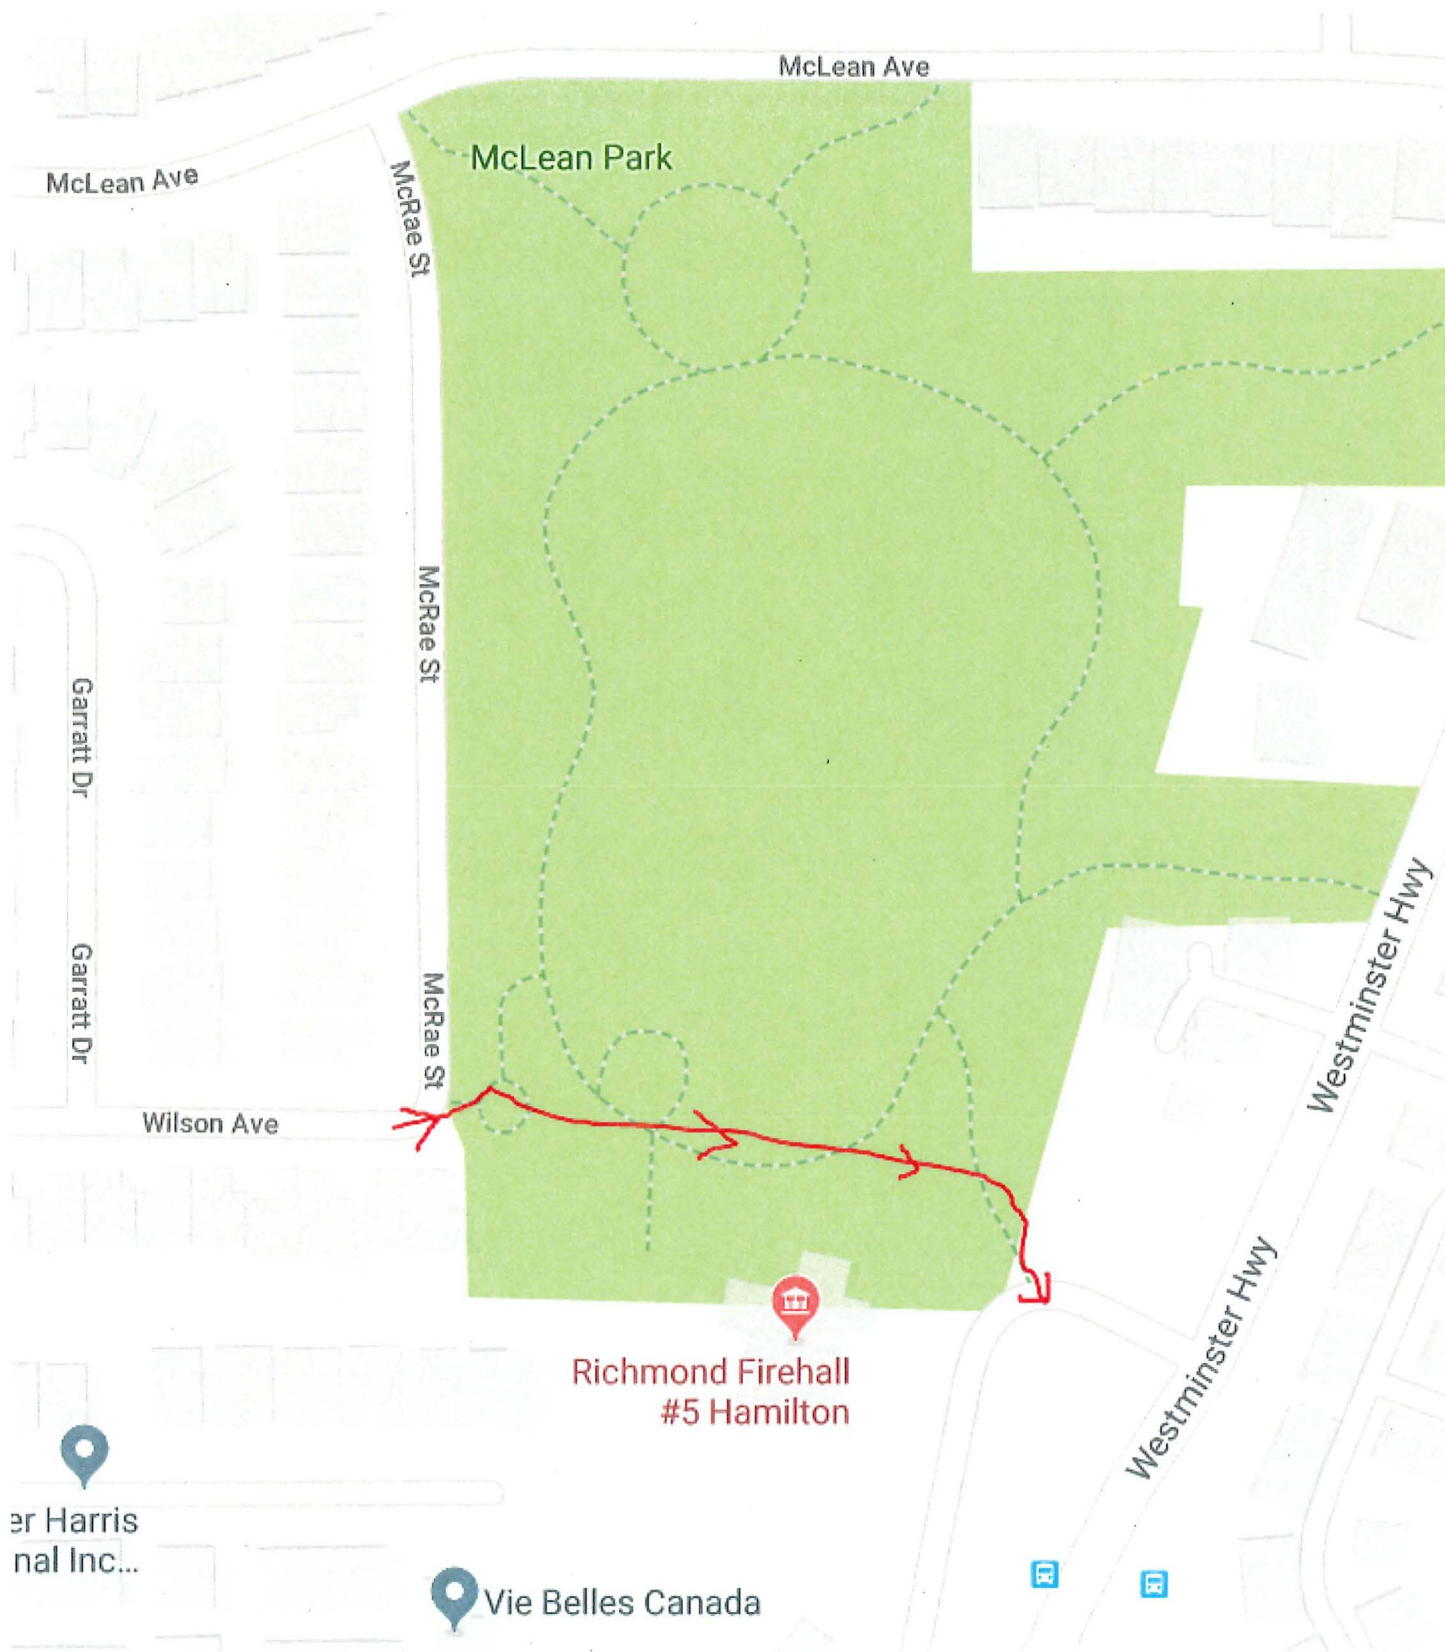 McLean Ave
McLean Park
McLean Ave
McRae St
McRae St
Garratt Dr
Westminster Hwy
Garratt Dr
McRae St
Wilson Ave
Westminster Hwy
Richmond Firehall
#5 Hamilton
er Harris
nal Inc...
Vie Belles Canada